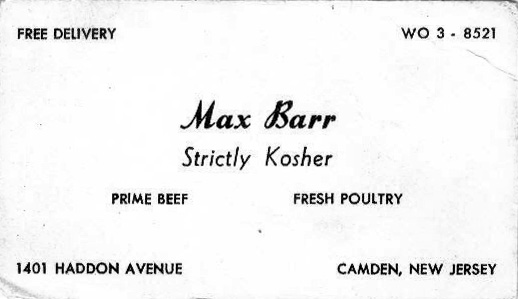 FREE DELIVERY WO 3 - 8521
Max Barr
Strictly Kosher
PRIME BEEF FRESH POULTRY
1401 HADDON AVENUE CAMDEN, NEW JERSEY